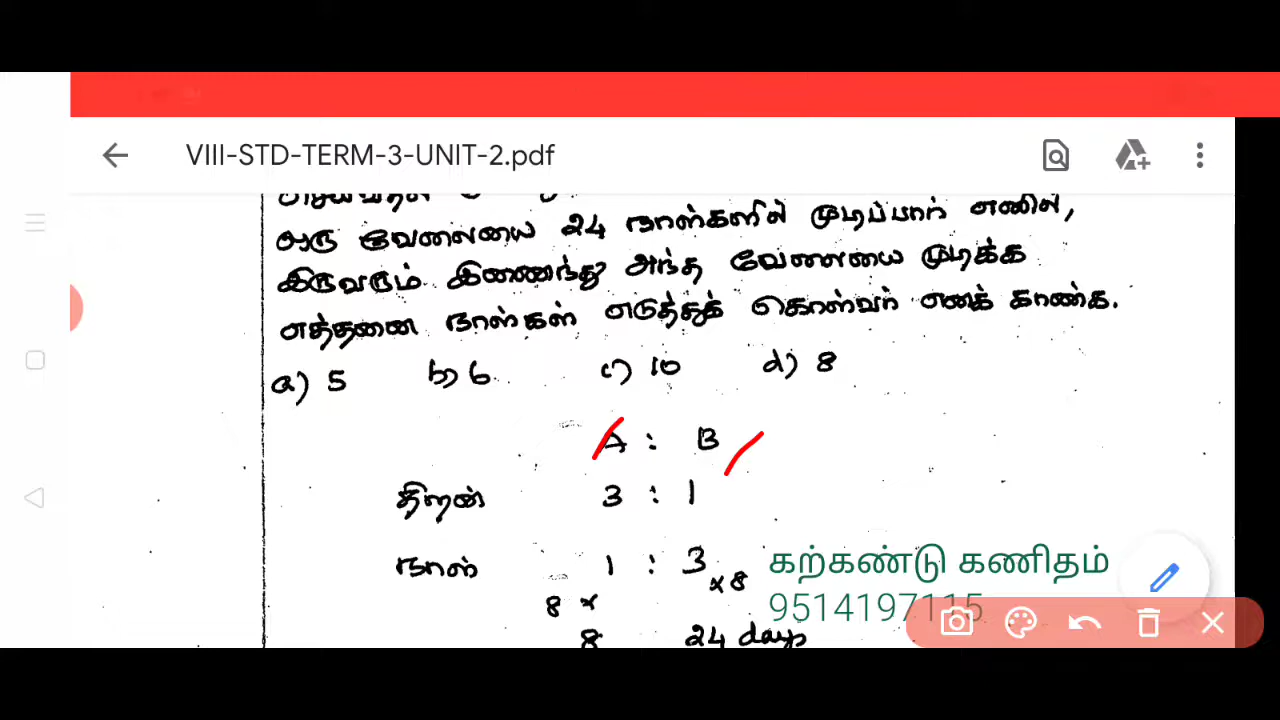 VIII-STD-TERM-3-UNIT-2.pdf
ஒரு வேலையை 24 நாள்களில் முடிப்பார் எனில்,
இருவரும் இணைந்து அந்த வேலையை முடிக்க
எத்தனை நாள்கள் எடுத்துக் கொள்வர் எனக் காண்க.
a) 5 b) 6 c) 10 d) 8
A : B
திறன் 3 : 1
நாள் 1 : 3 ×8
8 ×
8 24 days
கற்கண்டு கணிதம்
9514197115